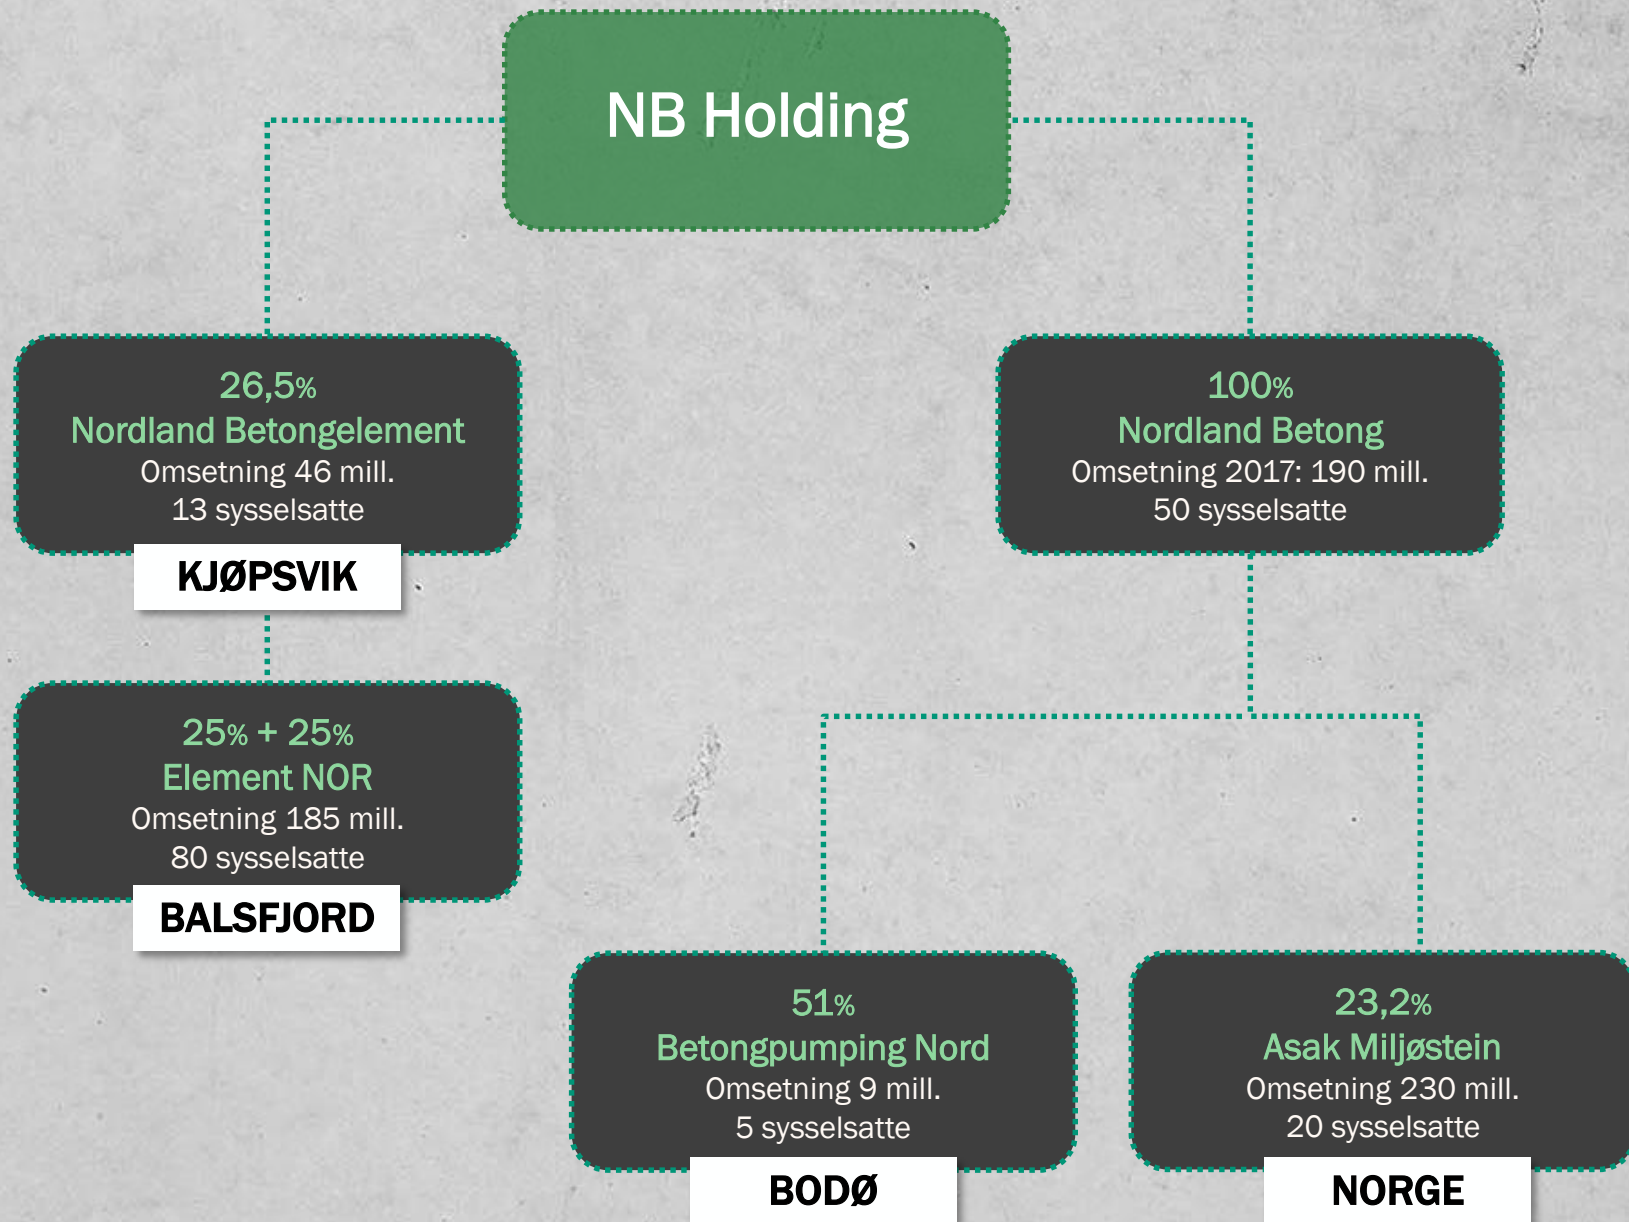 NB Holding
26,5%
Nordland Betongelement
Omsetning 46 mill.
13 sysselsatte
KJØPSVIK
100%
Nordland Betong
Omsetning 2017: 190 mill.
50 sysselsatte
25% + 25%
Element NOR
Omsetning 185 mill.
80 sysselsatte
BALSFJORD
51%
Betongpumping Nord
Omsetning 9 mill.
5 sysselsatte
BODØ
23,2%
Asak Miljøstein
Omsetning 230 mill.
20 sysselsatte
NORGE